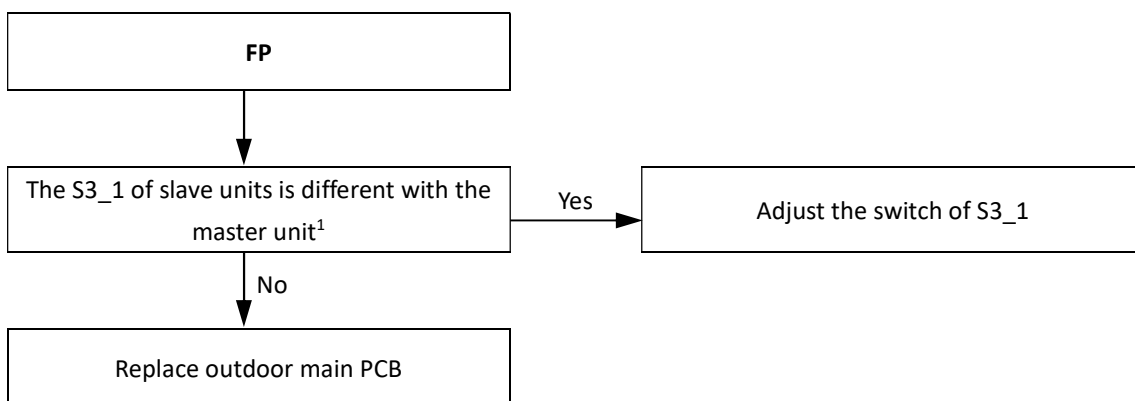 FP
The S3_1 of slave units is different with the
master unit¹
Yes
Adjust the switch of S3_1
No
Replace outdoor main PCB